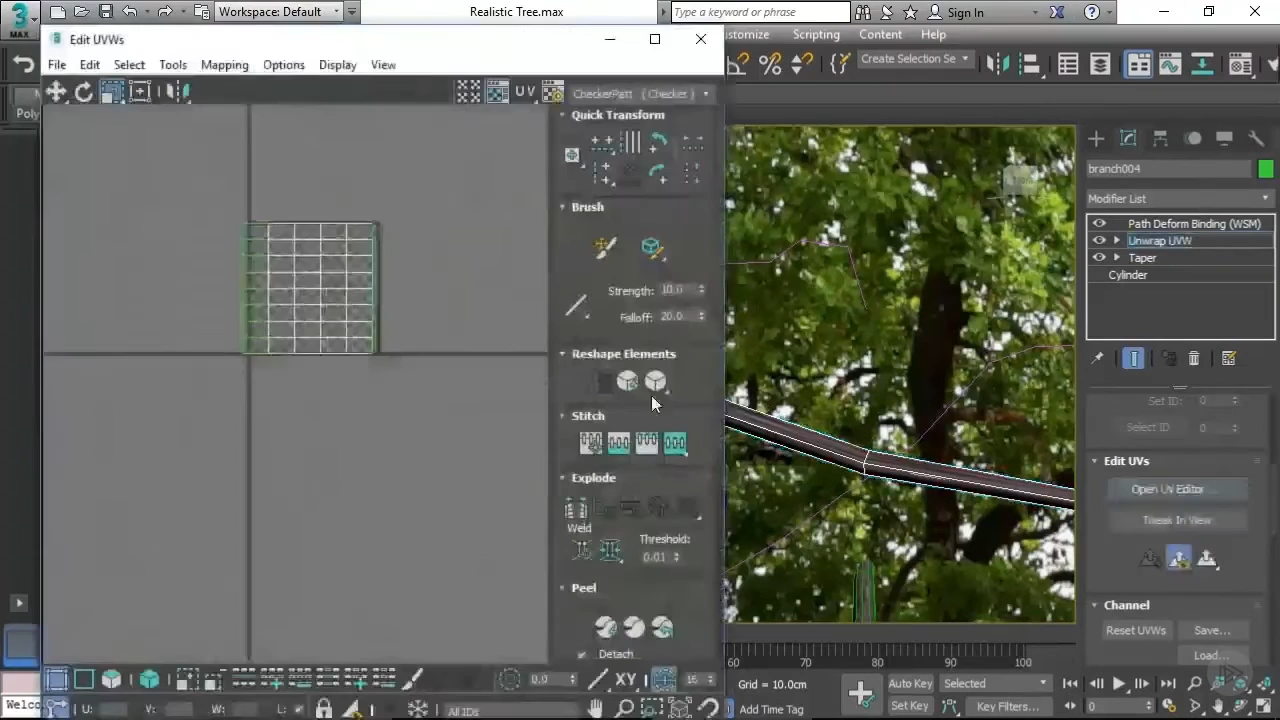 Workspace: Default
Realistic Tree.max
Type a keyword or phrase
Sign In
MAX
Edit UVWs
File Edit Select Tools Mapping Options Display View
Customize Scripting Content Help
Create Selection Se
UV
CheckerPatt ( Checker )
Poly
Quick Transform
Brush
Strength: 10.0
Falloff: 20.0
Reshape Elements
Stitch
Explode
Weld
Threshold:
0.01
Peel
Detach
branch004
Modifier List
Path Deform Binding (WSM)
Unwrap UVW
Taper
Cylinder
Set ID: 0
Select ID 0
Edit UVs
Open UV Editor ...
Tweak In View
Channel
Reset UVWs Save...
Load...
60 70 80 90 100
0.0 XY 16
Grid = 10.0cm
Add Time Tag
Auto Key Selected
Set Key Key Filters...
0
Welco
U: V: W: L: All IDs